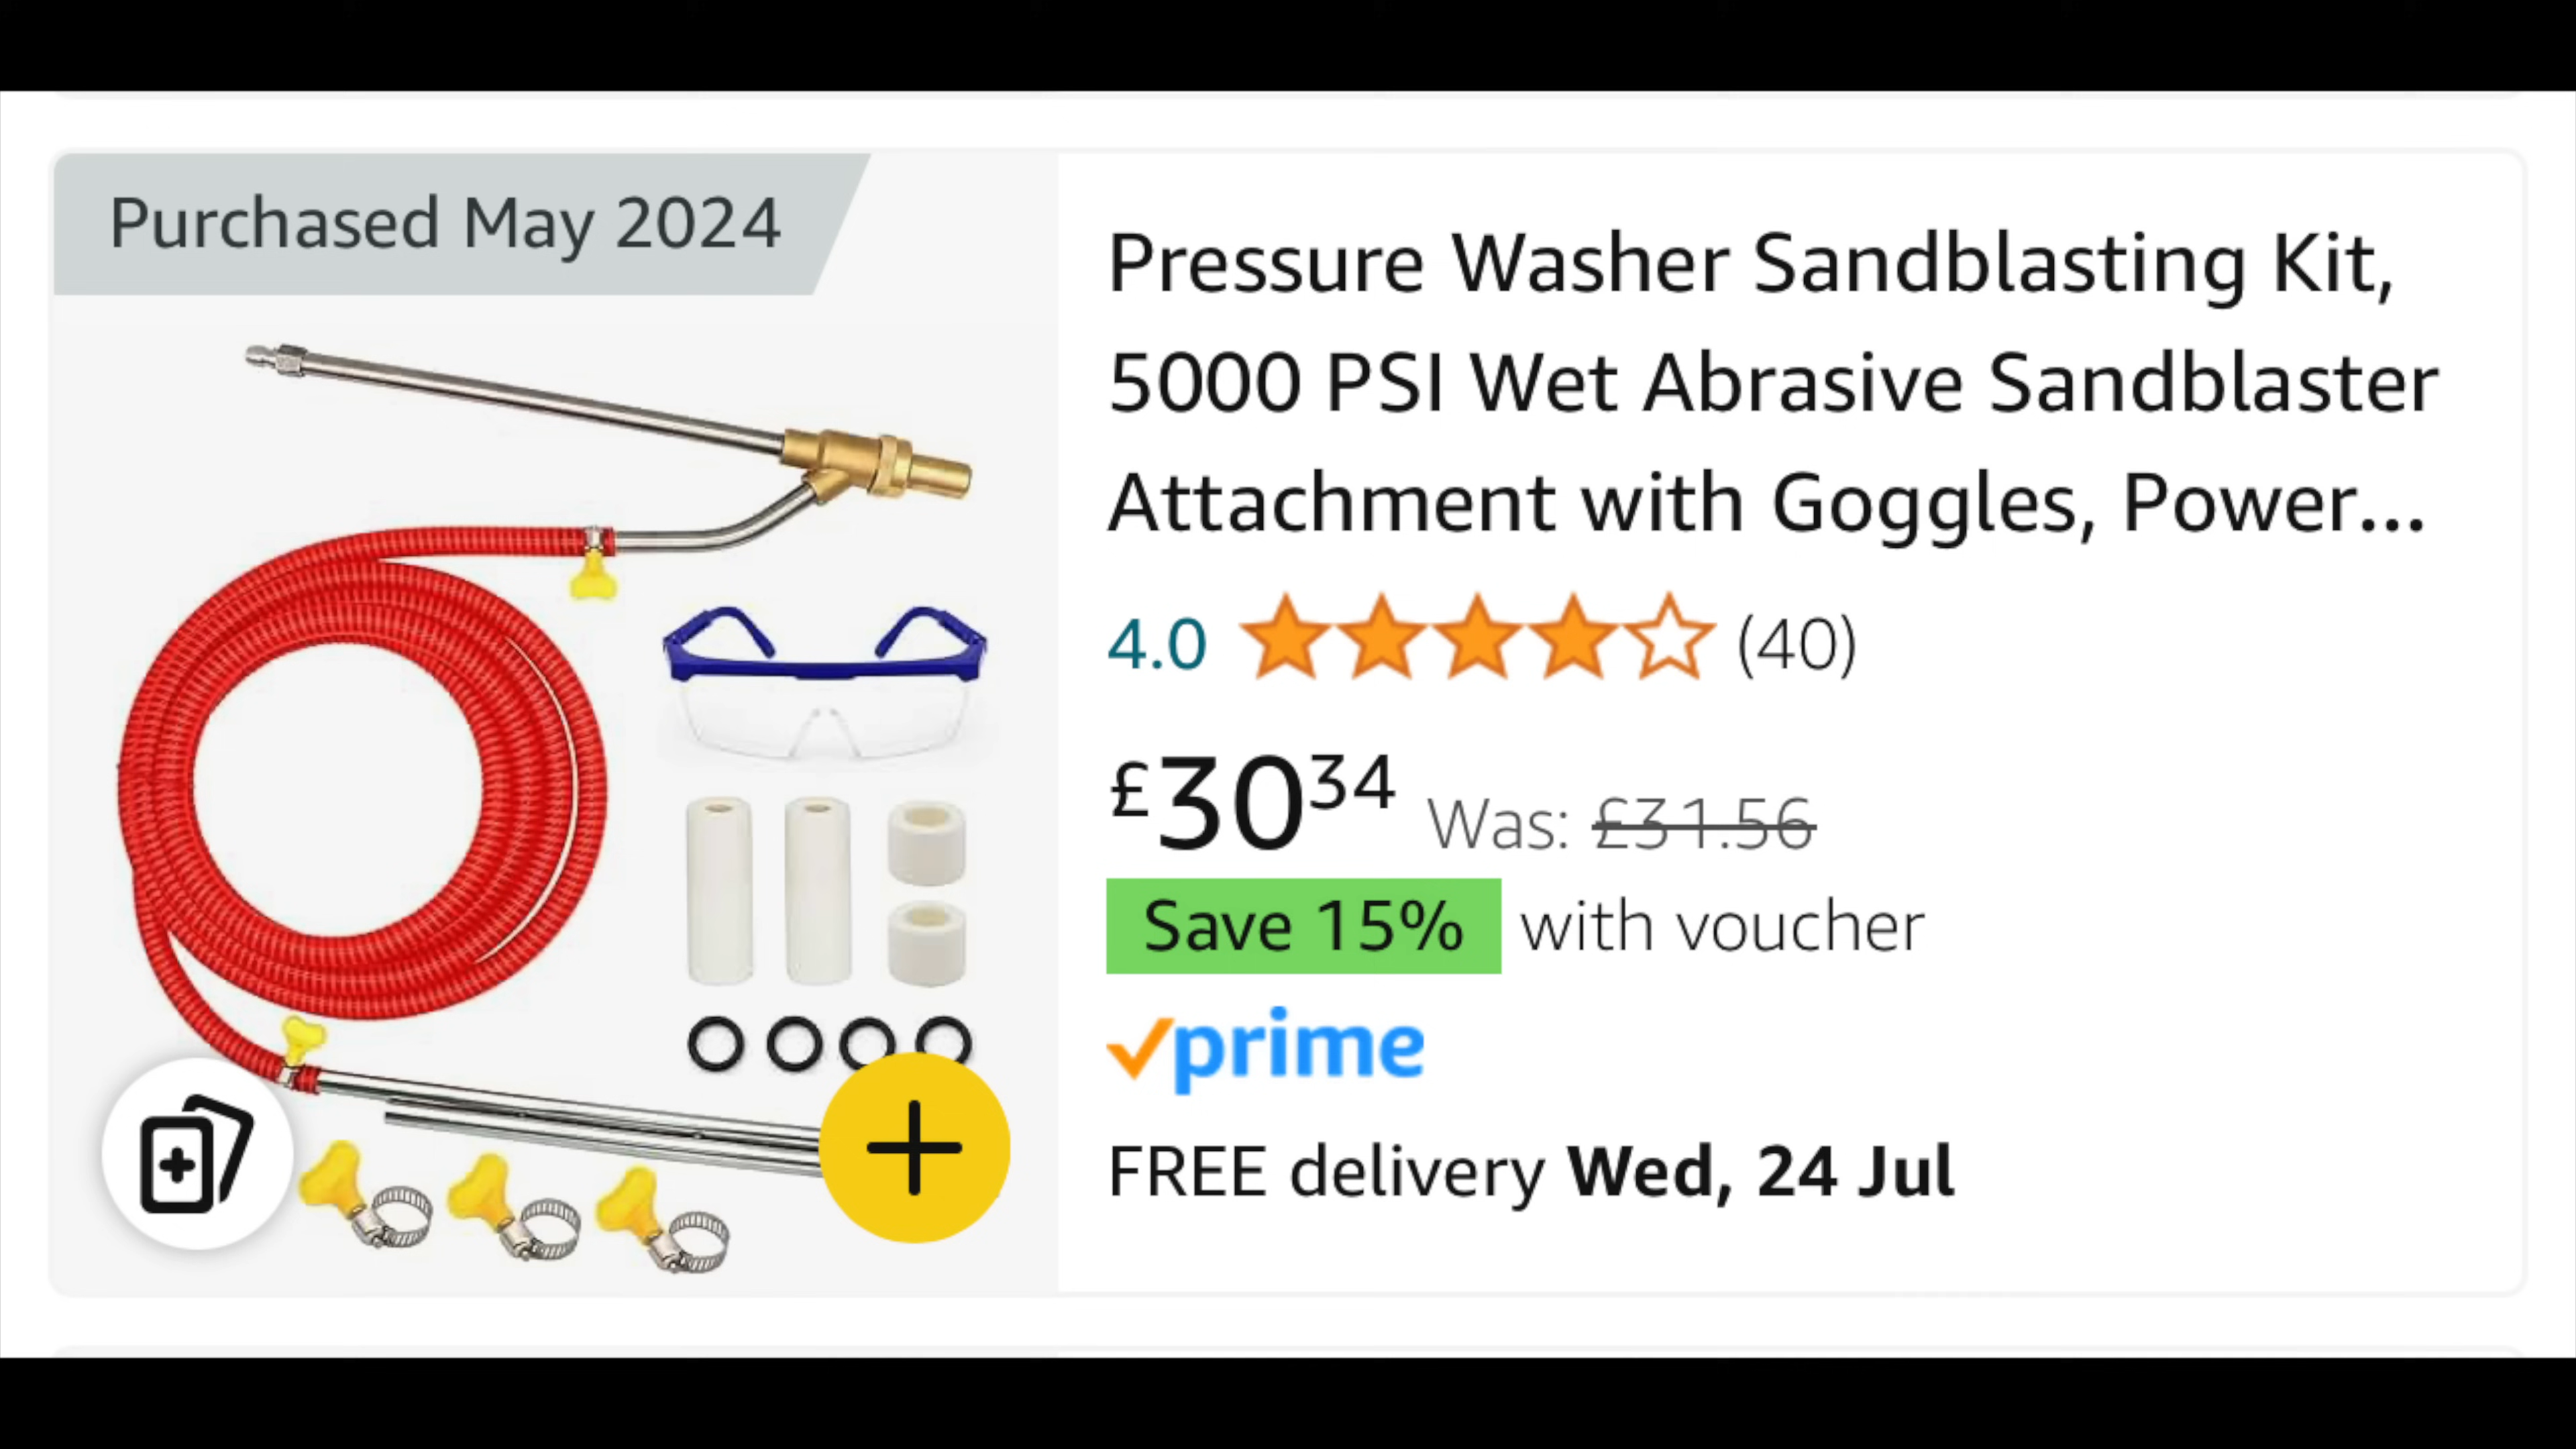 Purchased May 2024
Pressure Washer Sandblasting Kit,
5000 PSI Wet Abrasive Sandblaster
Attachment with Goggles, Power...
4.0 (40)
£30 34 Was: £31.56
Save 15% with voucher
prime
FREE delivery Wed, 24 Jul